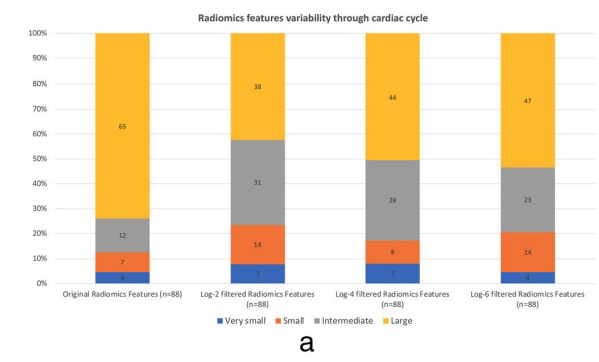 Radiomics features variability through cardiac cycle
100%
90%
80%
70%
60%
50%
40%
30%
20%
10%
0%
65
12
7
4
38
31
14
7
44
28
8
7
47
23
14
4
Original Radiomics Features (n=88)
Log-2 filtered Radiomics Features
(n=88)
Log-4 filtered Radiomics Features
(n=88)
Log-6 filtered Radiomics Features
(n=88)
Very small
Small
Intermediate
Large
a